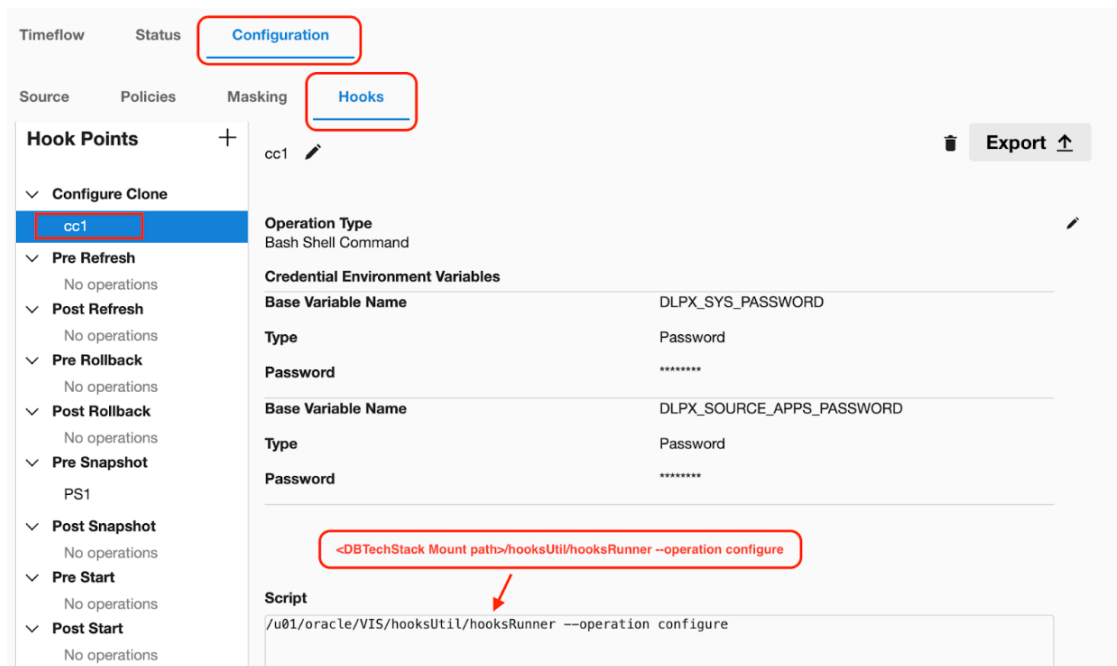 Timeflow Status Configuration
Source Policies Masking Hooks
Hook Points
cc1
Export
Configure Clone
cc1
Pre Refresh
No operations
Post Refresh
No operations
Pre Rollback
No operations
Post Rollback
No operations
Pre Snapshot
PS1
Post Snapshot
No operations
Pre Start
No operations
Post Start
No operations
Operation Type
Bash Shell Command
Credential Environment Variables
Base Variable Name DLPX_SYS_PASSWORD
Type Password
Password ********
Base Variable Name DLPX_SOURCE_APPS_PASSWORD
Type Password
Password ********
<DBTechStack Mount path>/hooksUtil/hooksRunner --operation configure
Script
/u01/oracle/VIS/hooksUtil/hooksRunner --operation configure